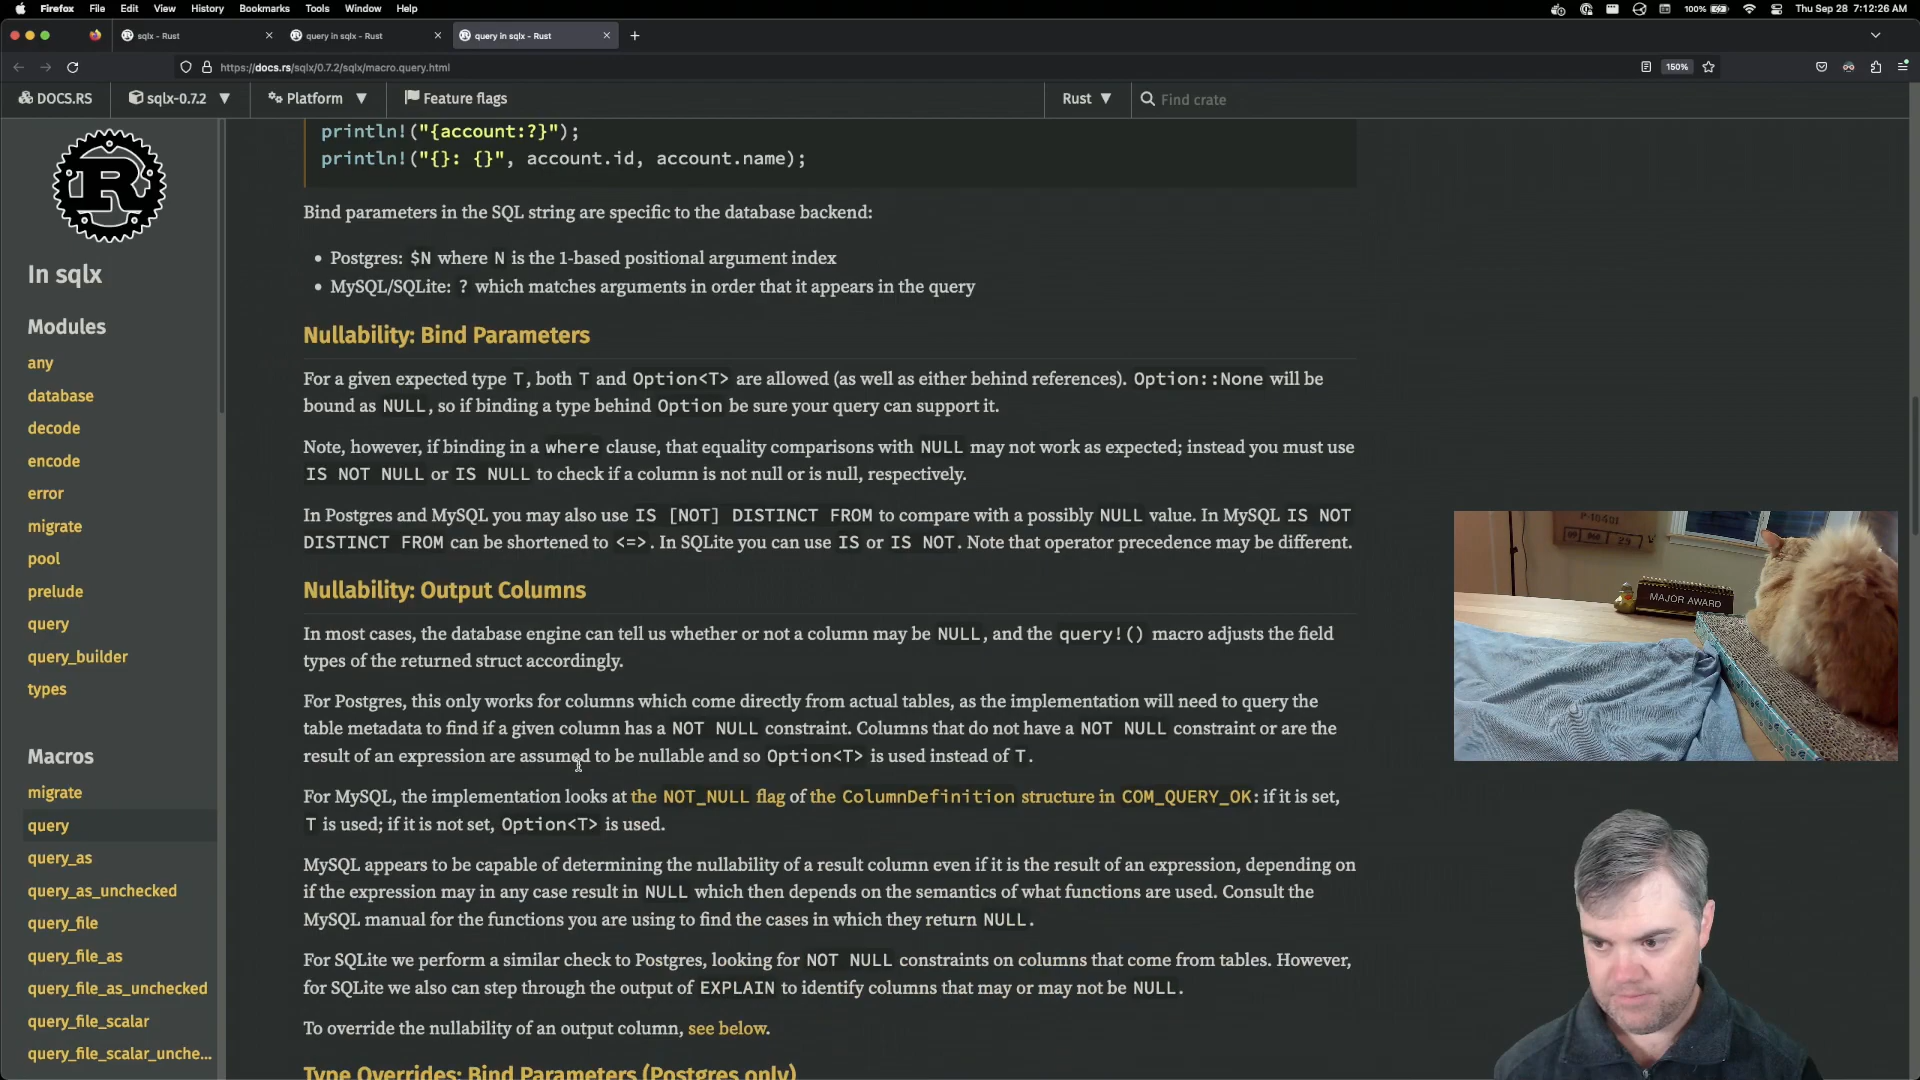 Firefox File Edit View History Bookmarks Tools Window Help 100% Thu Sep 28 7:12:26 AM
sqlx - Rust query in sqlx - Rust query in sqlx - Rust
https://docs.rs/sqlx/0.7.2/sqlx/macro.query.html 150%
DOCS.RS sqlx-0.7.2 Platform Feature flags Rust Find crate
println!("{account:?}");
println!("{}: {}", account.id, account.name);
Bind parameters in the SQL string are specific to the database backend:
• Postgres: $N where N is the 1-based positional argument index
• MySQL/SQLite: ? which matches arguments in order that it appears in the query
Nullability: Bind Parameters
For a given expected type T, both T and Option<T> are allowed (as well as either behind references). Option::None will be
bound as NULL, so if binding a type behind Option be sure your query can support it.
Note, however, if binding in a where clause, that equality comparisons with NULL may not work as expected; instead you must use
IS NOT NULL or IS NULL to check if a column is not null or is null, respectively.
In Postgres and MySQL you may also use IS [NOT] DISTINCT FROM to compare with a possibly NULL value. In MySQL IS NOT
DISTINCT FROM can be shortened to <=>. In SQLite you can use IS or IS NOT. Note that operator precedence may be different.
Nullability: Output Columns
In most cases, the database engine can tell us whether or not a column may be NULL, and the query!() macro adjusts the field
types of the returned struct accordingly.
For Postgres, this only works for columns which come directly from actual tables, as the implementation will need to query the
table metadata to find if a given column has a NOT NULL constraint. Columns that do not have a NOT NULL constraint or are the
result of an expression are assumed to be nullable and so Option<T> is used instead of T.
For MySQL, the implementation looks at the NOT_NULL flag of the ColumnDefinition structure in COM_QUERY_OK: if it is set,
T is used; if it is not set, Option<T> is used.
MySQL appears to be capable of determining the nullability of a result column even if it is the result of an expression, depending on
if the expression may in any case result in NULL which then depends on the semantics of what functions are used. Consult the
MySQL manual for the functions you are using to find the cases in which they return NULL.
For SQLite we perform a similar check to Postgres, looking for NOT NULL constraints on columns that come from tables. However,
for SQLite we also can step through the output of EXPLAIN to identify columns that may or may not be NULL.
To override the nullability of an output column, see below.
Type Overrides: Bind Parameters (Postgres only)
In sqlx
Modules
any
database
decode
encode
error
migrate
pool
prelude
query
query_builder
types
Macros
migrate
query
query_as
query_as_unchecked
query_file
query_file_as
query_file_as_unchecked
query_file_scalar
query_file_scalar_unche...
MAJOR AWARD